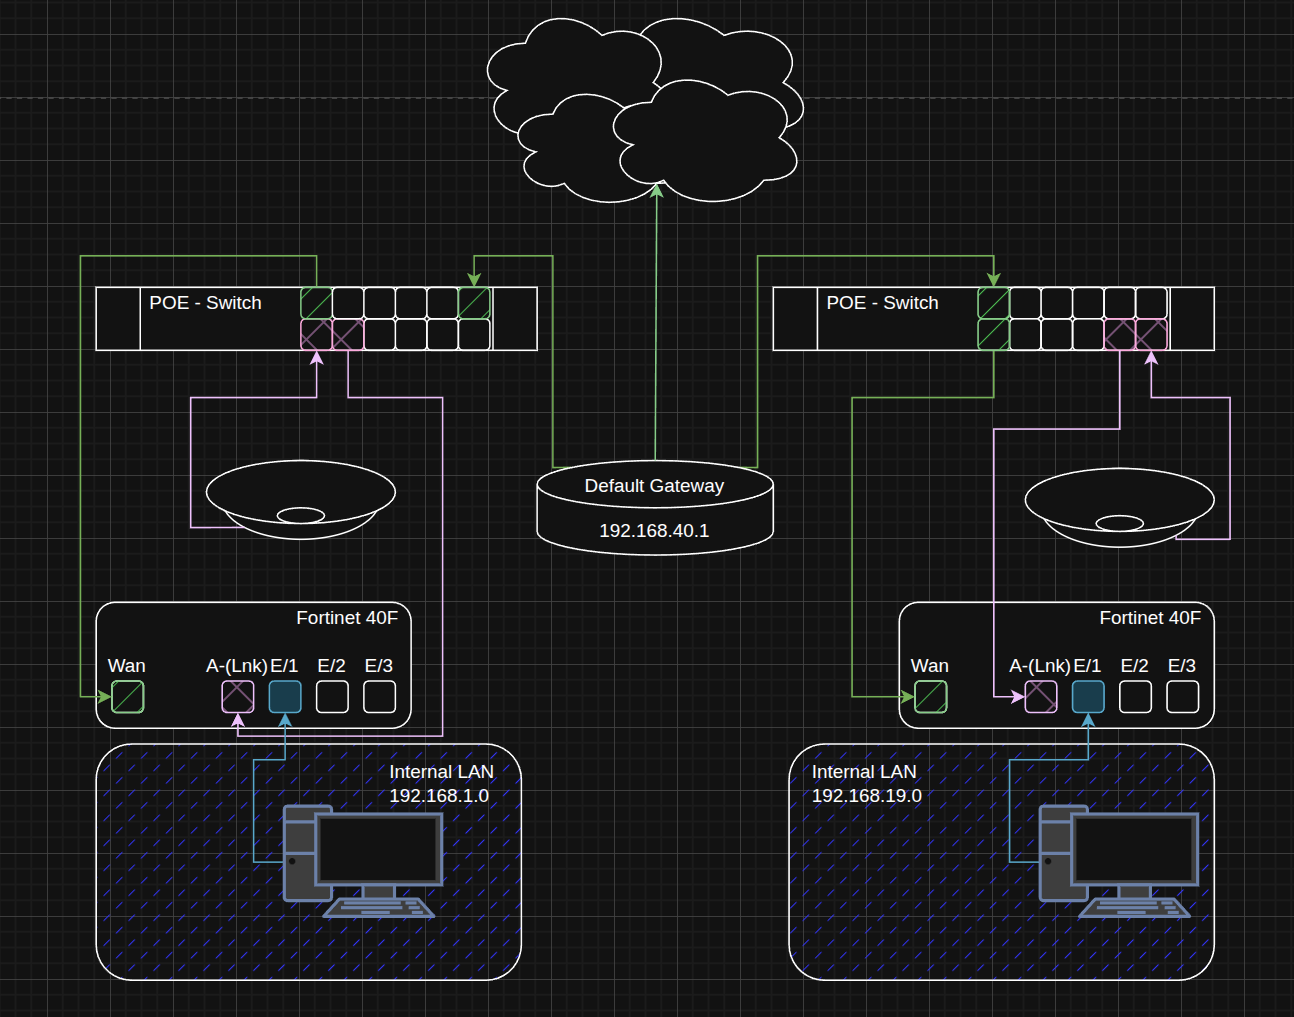 POE - Switch
POE - Switch
Default Gateway
192.168.40.1
Fortinet 40F
Wan
A-(Lnk)
E/1
E/2
E/3
Fortinet 40F
Wan
A-(Lnk)
E/1
E/2
E/3
Internal LAN
192.168.1.0
Internal LAN
192.168.19.0